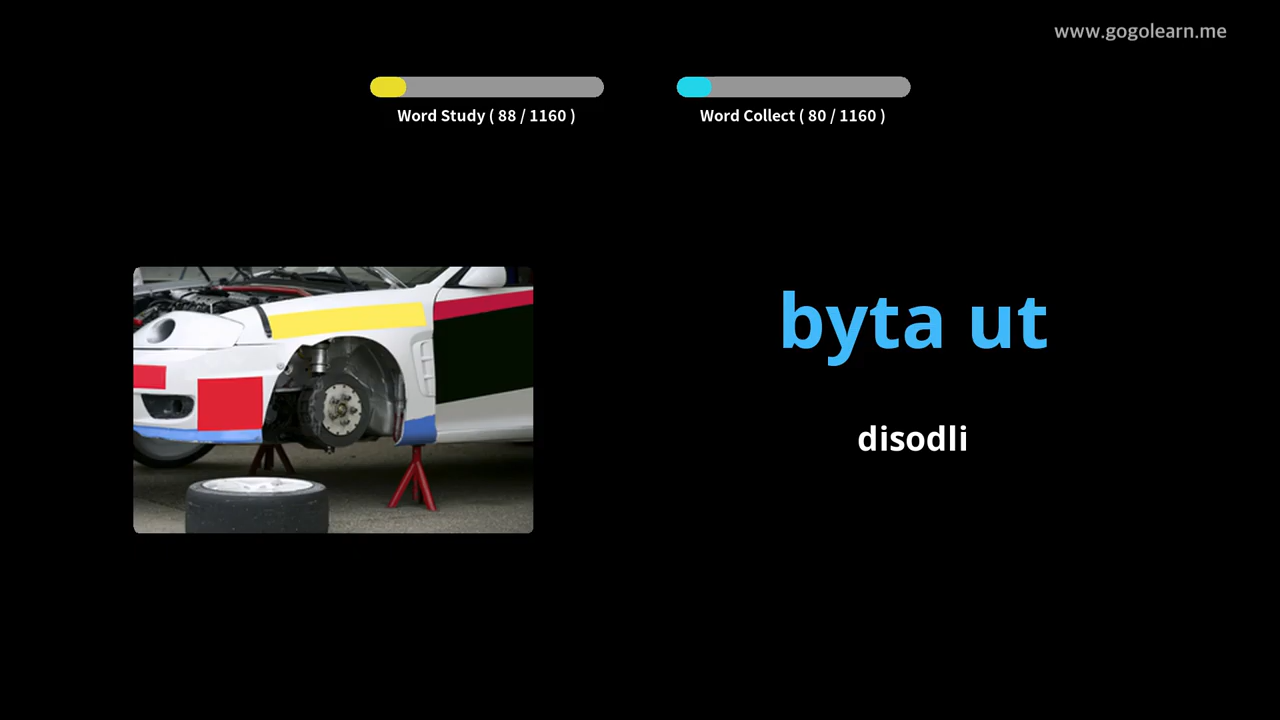 www.gogolearn.me
Word Study ( 88 / 1160 )
Word Collect ( 80 / 1160 )
byta ut
disodli